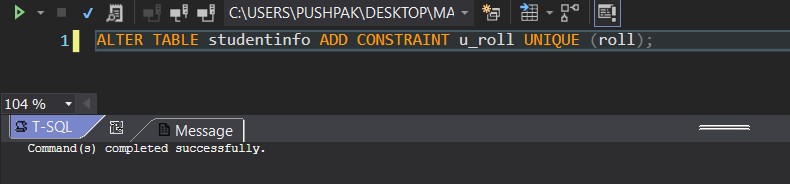 C:\USERS\PUSHPAK\DESKTOP\MA
1 ALTER TABLE studentinfo ADD CONSTRAINT u_roll UNIQUE (roll);
104 %
T-SQL Message
Command(s) completed successfully.